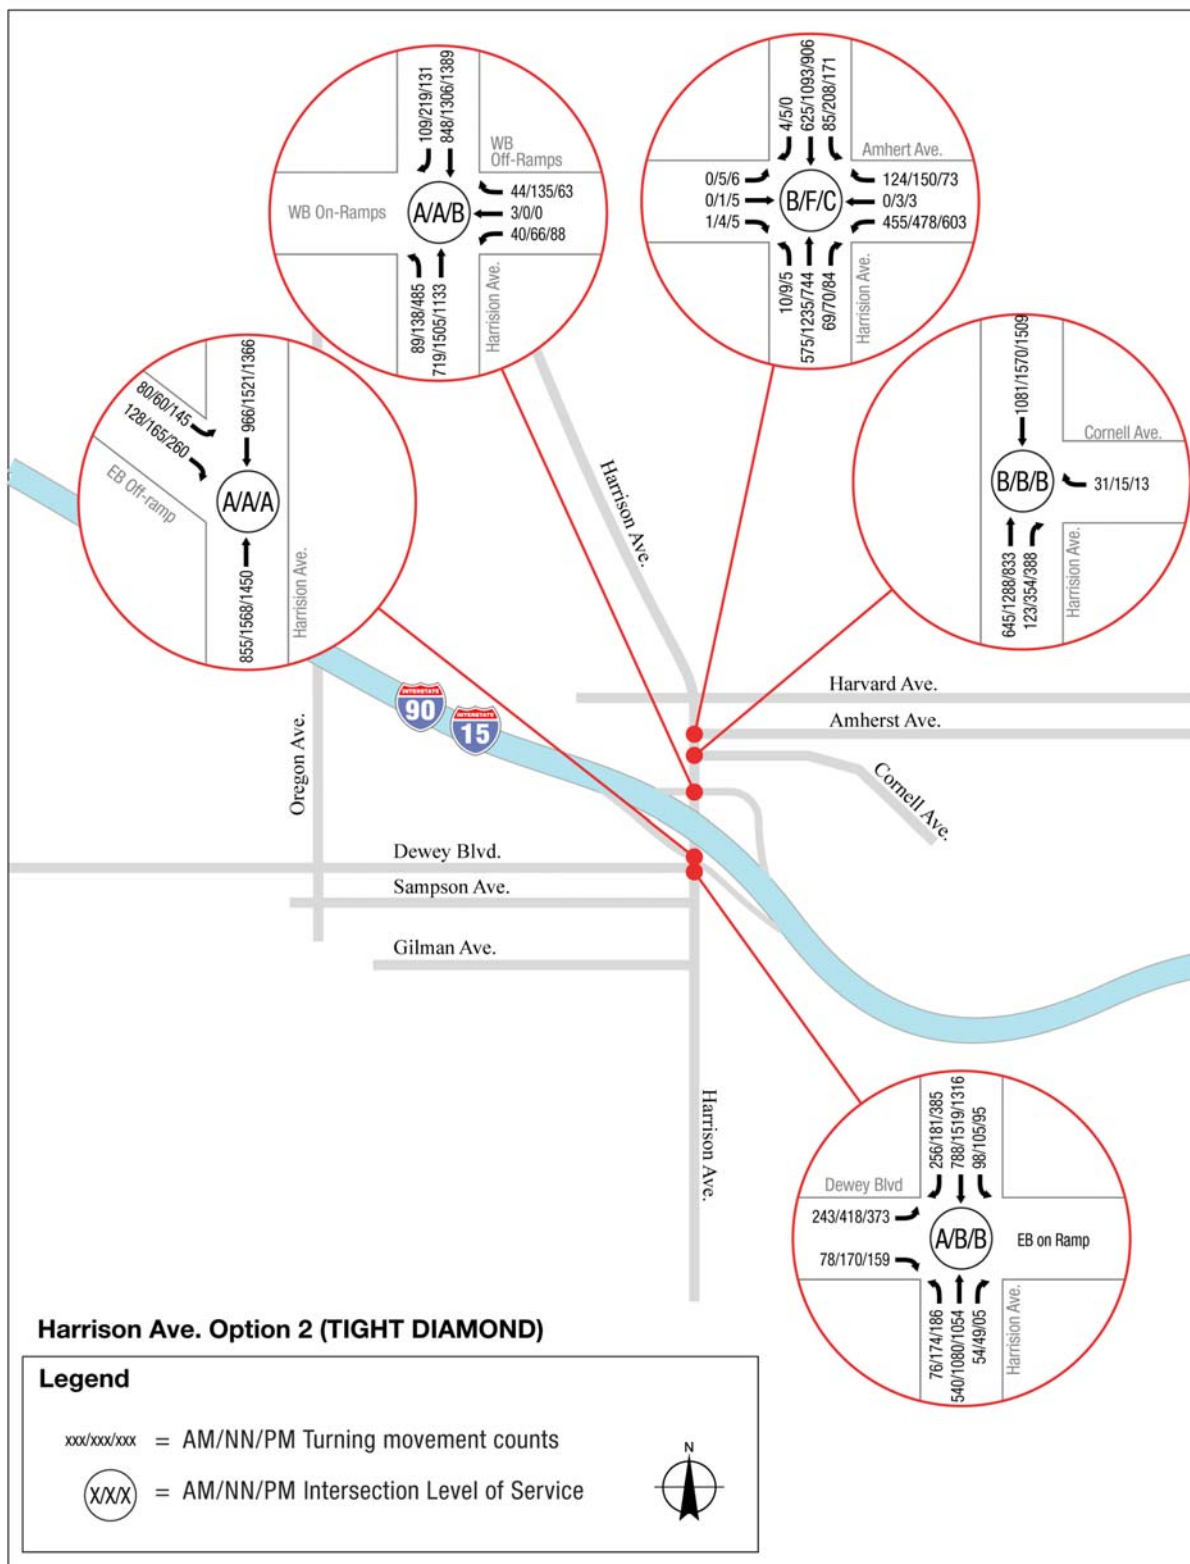 109/219/131
848/1306/1389
WB
Off-Ramps
WB On-Ramps
A/A/B
44/135/63
3/0/0
40/66/88
89/138/485
719/1505/1133
Harrision Ave.
4/5/0
625/1093/906
85/208/171
Amhert Ave.
0/5/6
0/1/5
1/4/5
B/F/C
124/150/73
0/3/3
455/478/603
10/9/5
575/1235/744
69/70/84
Harrision Ave.
80/60/145
128/165/260
966/1521/1366
EB Off-ramp
A/A/A
855/1568/1450
Harrision Ave.
1081/1570/1509
Cornell Ave.
B/B/B
31/15/13
645/1288/833
123/354/388
Harrision Ave.
Harrison Ave.
Harvard Ave.
Amherst Ave.
Cornell Ave.
INTERSTATE
90
INTERSTATE
15
Oregon Ave.
Dewey Blvd.
Sampson Ave.
Gilman Ave.
Harrison Ave.
256/181/385
788/1519/1316
98/105/95
Dewey Blvd
243/418/373
78/170/159
A/B/B
EB on Ramp
76/174/186
540/1080/1054
54/49/05
Harrision Ave.
Harrison Ave. Option 2 (TIGHT DIAMOND)
Legend
xxx/xxx/xxx = AM/NN/PM Turning movement counts
X/X/X = AM/NN/PM Intersection Level of Service
N